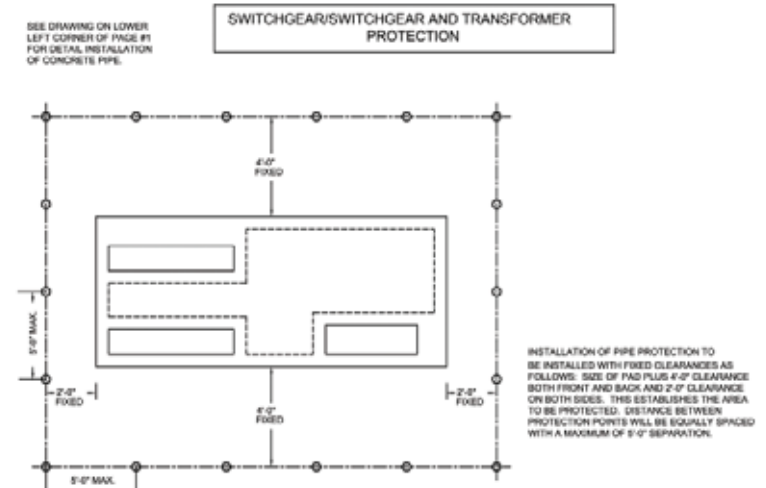 SEE DRAWING ON LOWER
LEFT CORNER OF PAGE #1
FOR DETAIL INSTALLATION
OF CONCRETE PIPE.
SWITCHGEAR/SWITCHGEAR AND TRANSFORMER
PROTECTION
4'-0"
FIXED
5'-0" MAX.
2'-0"
FIXED
4'-0"
FIXED
2'-0"
FIXED
5'-0" MAX.
INSTALLATION OF PIPE PROTECTION TO
BE INSTALLED WITH FIXED CLEARANCES AS
FOLLOWS: SIZE OF PAD PLUS 4'-0" CLEARANCE
BOTH FRONT AND BACK AND 2'-0" CLEARANCE
ON BOTH SIDES. THIS ESTABLISHES THE AREA
TO BE PROTECTED. DISTANCE BETWEEN
PROTECTION POINTS WILL BE EQUALLY SPACED
WITH A MAXIMUM OF 5'-0" SEPARATION.